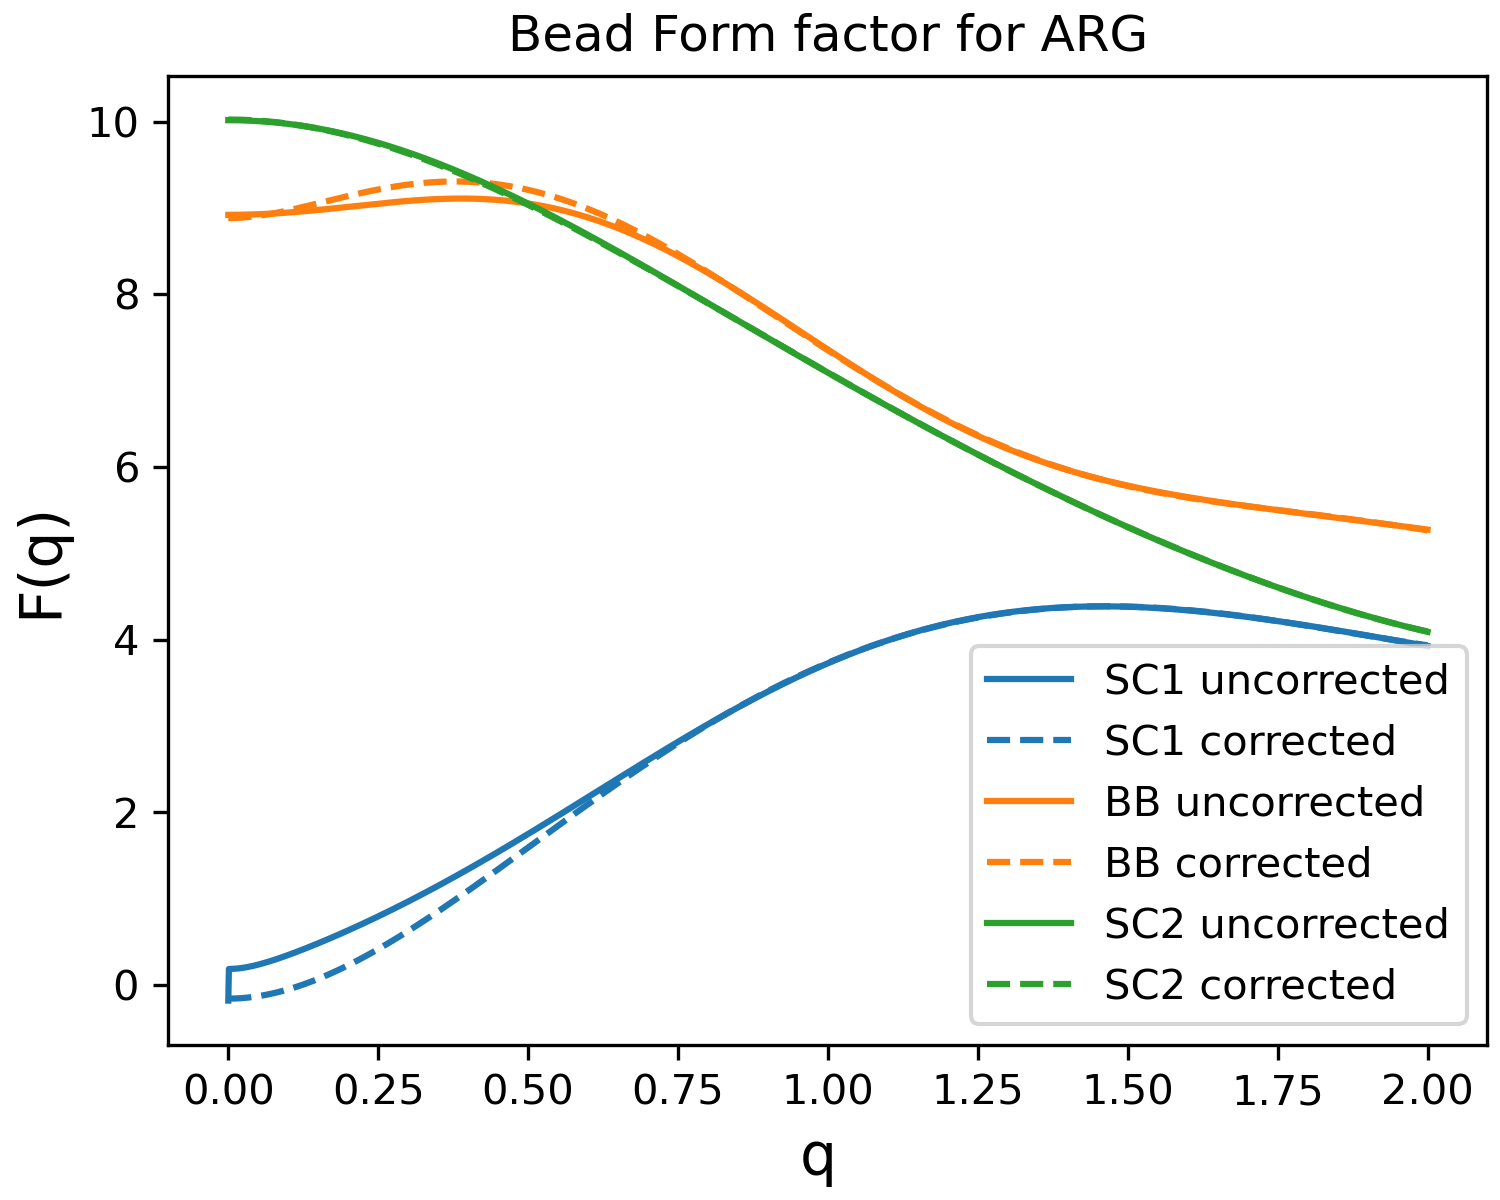 Bead Form factor for ARG
F(q)
10
8
6
4
2
0
SC1 uncorrected
SC1 corrected
BB uncorrected
BB corrected
SC2 uncorrected
SC2 corrected
0.00 0.25 0.50 0.75 1.00 1.25 1.50 1.75 2.00
q